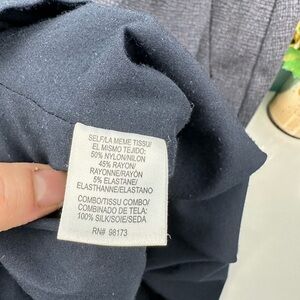 SELF/LA MEME TISSU/
EL MISMO TEJIDO:
50% NYLON/NILON
45% RAYON/
RAYONNE/RAYÓN
5% ELASTANE/
ELASTHANNE/ELASTANO
COMBO/TISSU COMBO/
COMBINADO DE TELA:
100% SILK/SOIE/SEDA
RN# 98173